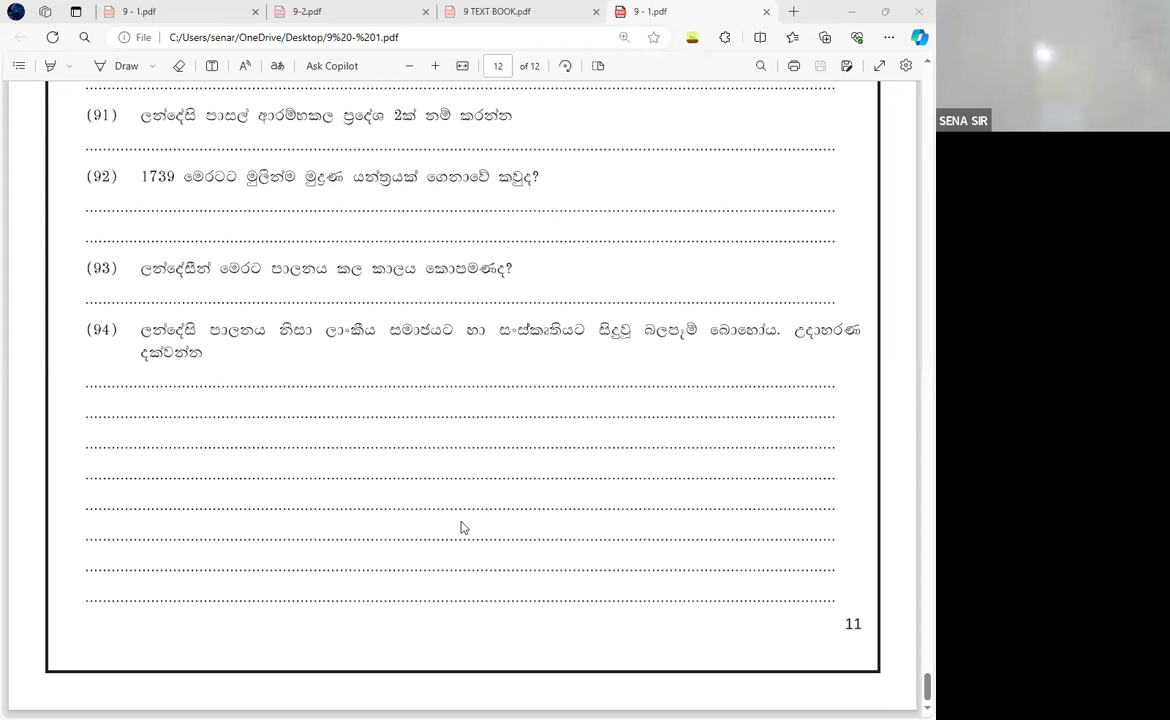 9 - 1.pdf
9-2.pdf
9 TEXT BOOK.pdf
9 - 1.pdf
File C:/Users/senar/OneDrive/Desktop/9%20-%201.pdf
Draw
Ask Copilot
12 of 12
SENA SIR
(91) ලන්දේසි පාසල් ආරම්භකල ප්‍රදේශ 2ක් නම් කරන්න
(92) 1739 මෙරටට මුලින්ම මුද්‍රණ යන්ත්‍රයක් ගෙනාවේ කවුද?
(93) ලන්දේසීන් මෙරට පාලනය කල කාලය කොපමණද?
(94) ලන්දේසි පාලනය නිසා ලාංකීය සමාජයට හා සංස්කෘතියට සිදුවූ බලපෑම් බොහෝය. උදාහරණ
දක්වන්න
11